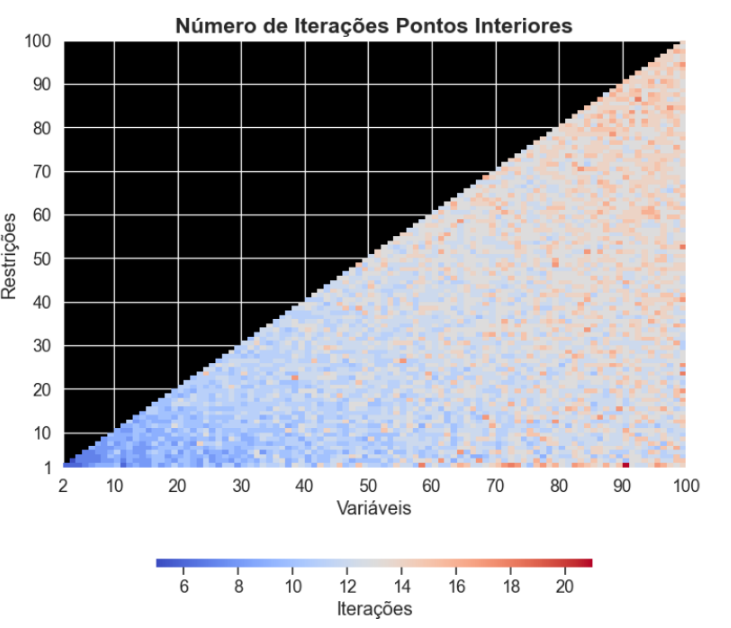 Número de Iterações Pontos Interiores
100
90
80
70
60
50
40
30
20
10
1
Restrições
2 10 20 30 40 50 60 70 80 90 100
Variáveis
6 8 10 12 14 16 18 20
Iterações